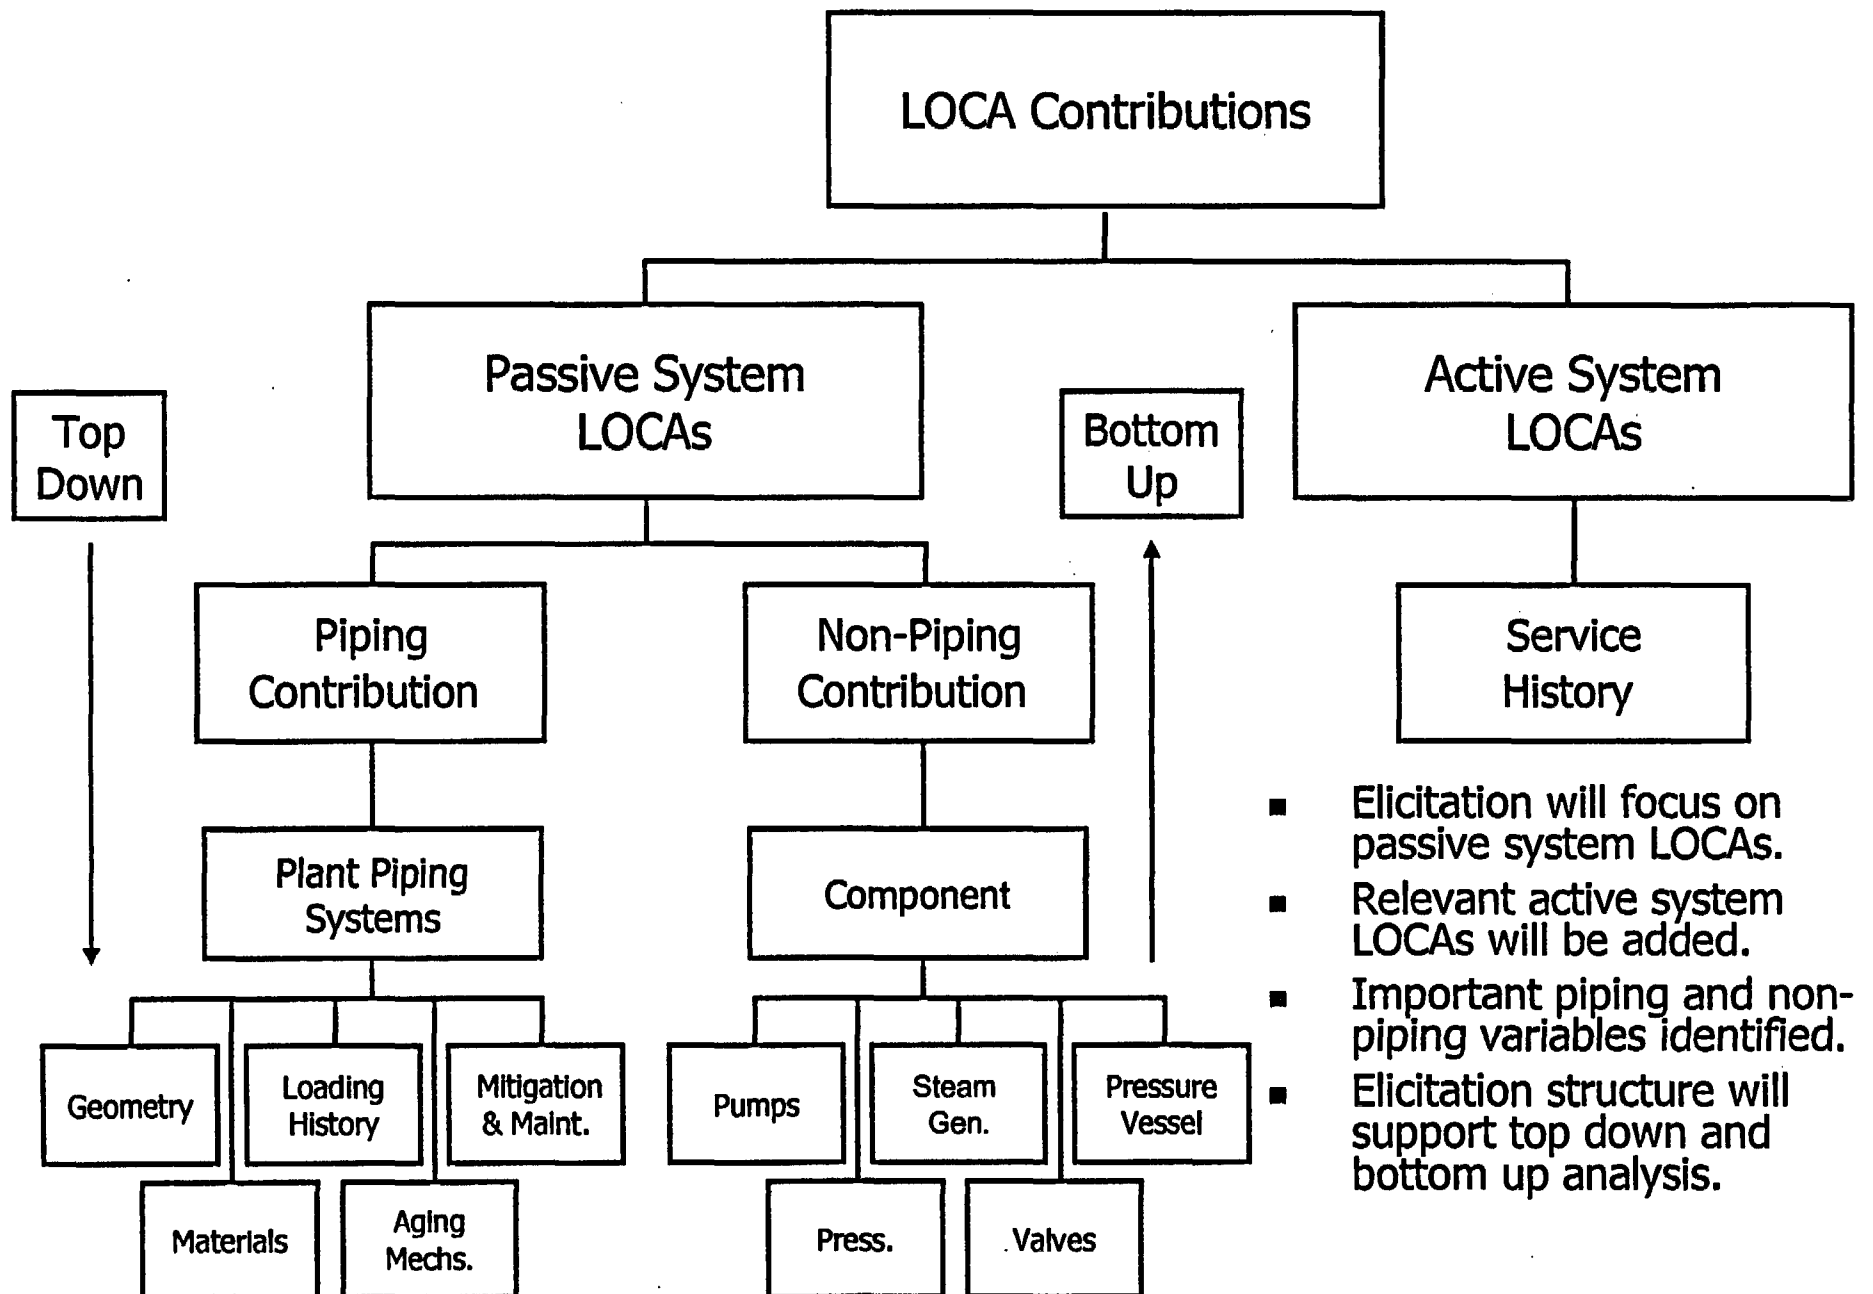 LOCA Contributions
Passive System
LOCAs
Active System
LOCAs
Top
Down
Bottom
Up
Piping
Contribution
Non-Piping
Contribution
Service
History
Plant Piping
Systems
Component
■ Elicitation will focus on
passive system LOCAs.
■ Relevant active system
LOCAs will be added.
■ Important piping and non-
piping variables identified.
■ Elicitation structure will
support top down and
bottom up analysis.
Geometry
Loading
History
Mitigation
& Maint.
Pumps
Steam
Gen.
Pressure
Vessel
Materials
Aging
Mechs.
Press.
Valves